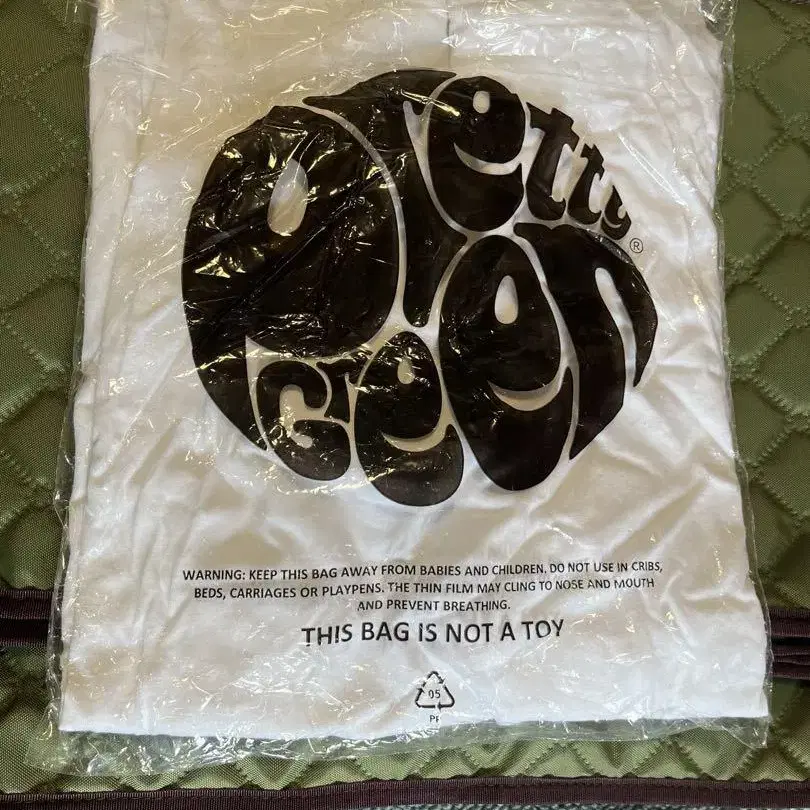 Pretty
Green
®
WARNING: KEEP THIS BAG AWAY FROM BABIES AND CHILDREN. DO NOT USE IN CRIBS,
BEDS, CARRIAGES OR PLAYPENS. THE THIN FILM MAY CLING TO NOSE AND MOUTH
AND PREVENT BREATHING.
THIS BAG IS NOT A TOY
05